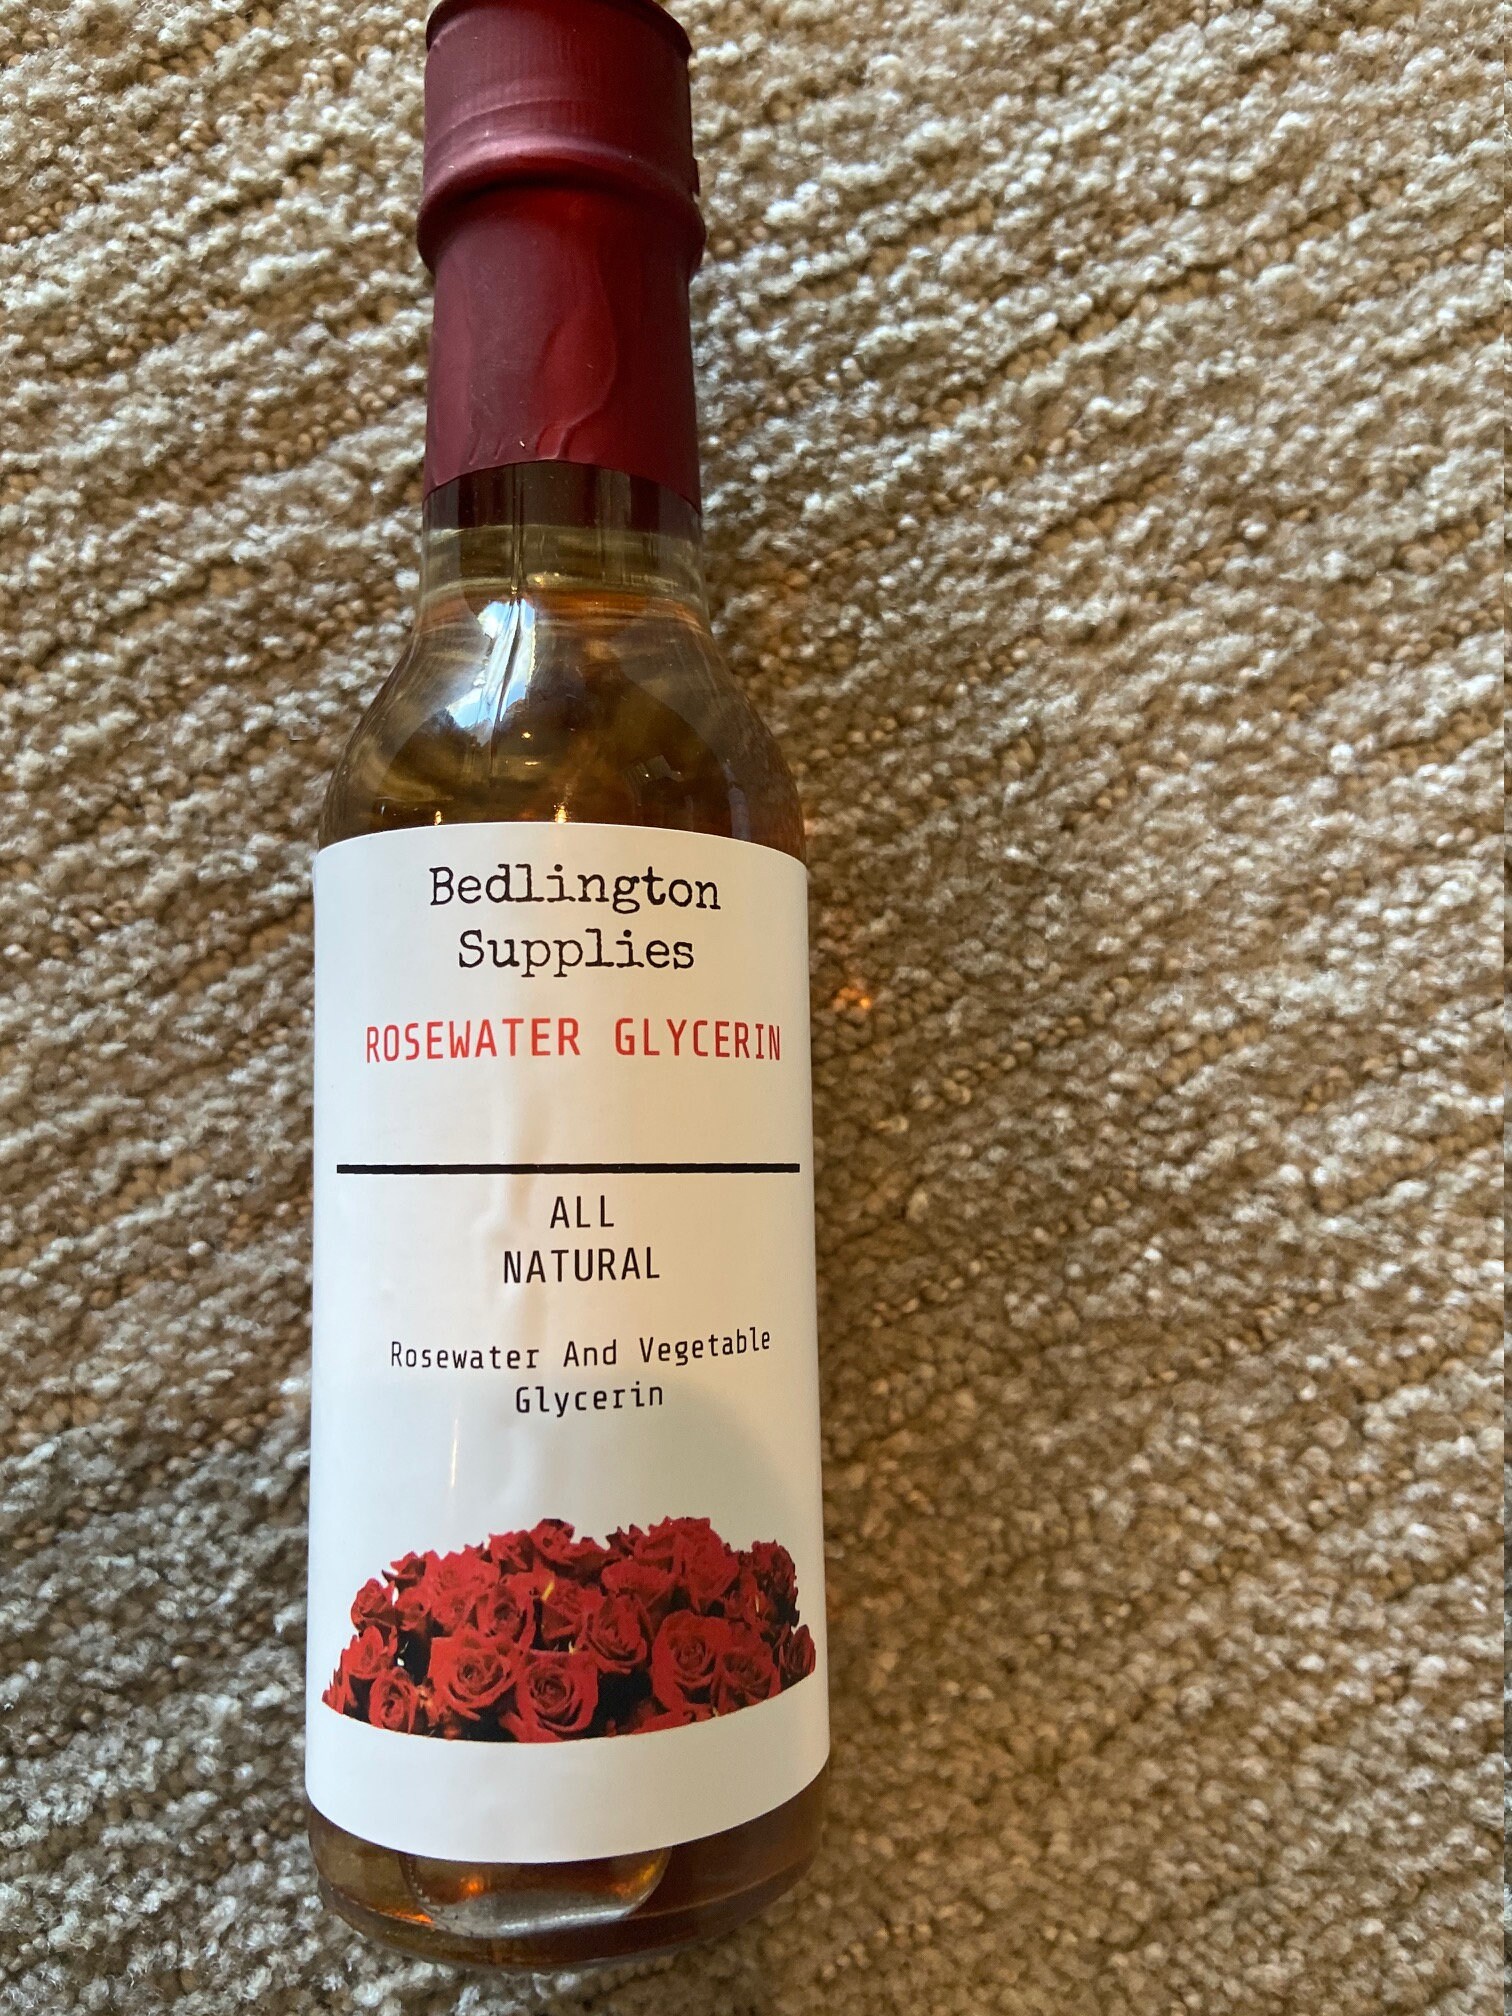 Bedlington
Supplies
ROSEWATER GLYCERIN
ALL
NATURAL
Rosewater And Vegetable
Glycerin